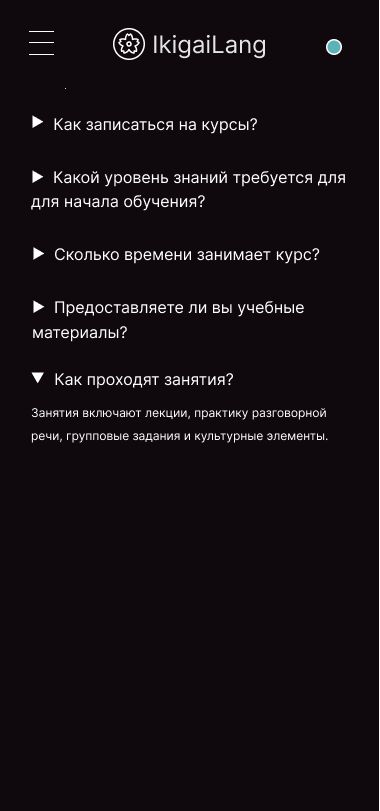 IkigaiLang
Как записаться на курсы?
Какой уровень знаний требуется для
для начала обучения?
Сколько времени занимает курс?
Предоставляете ли вы учебные
материалы?
Как проходят занятия?
Занятия включают лекции, практику разговорной
речи, групповые задания и культурные элементы.